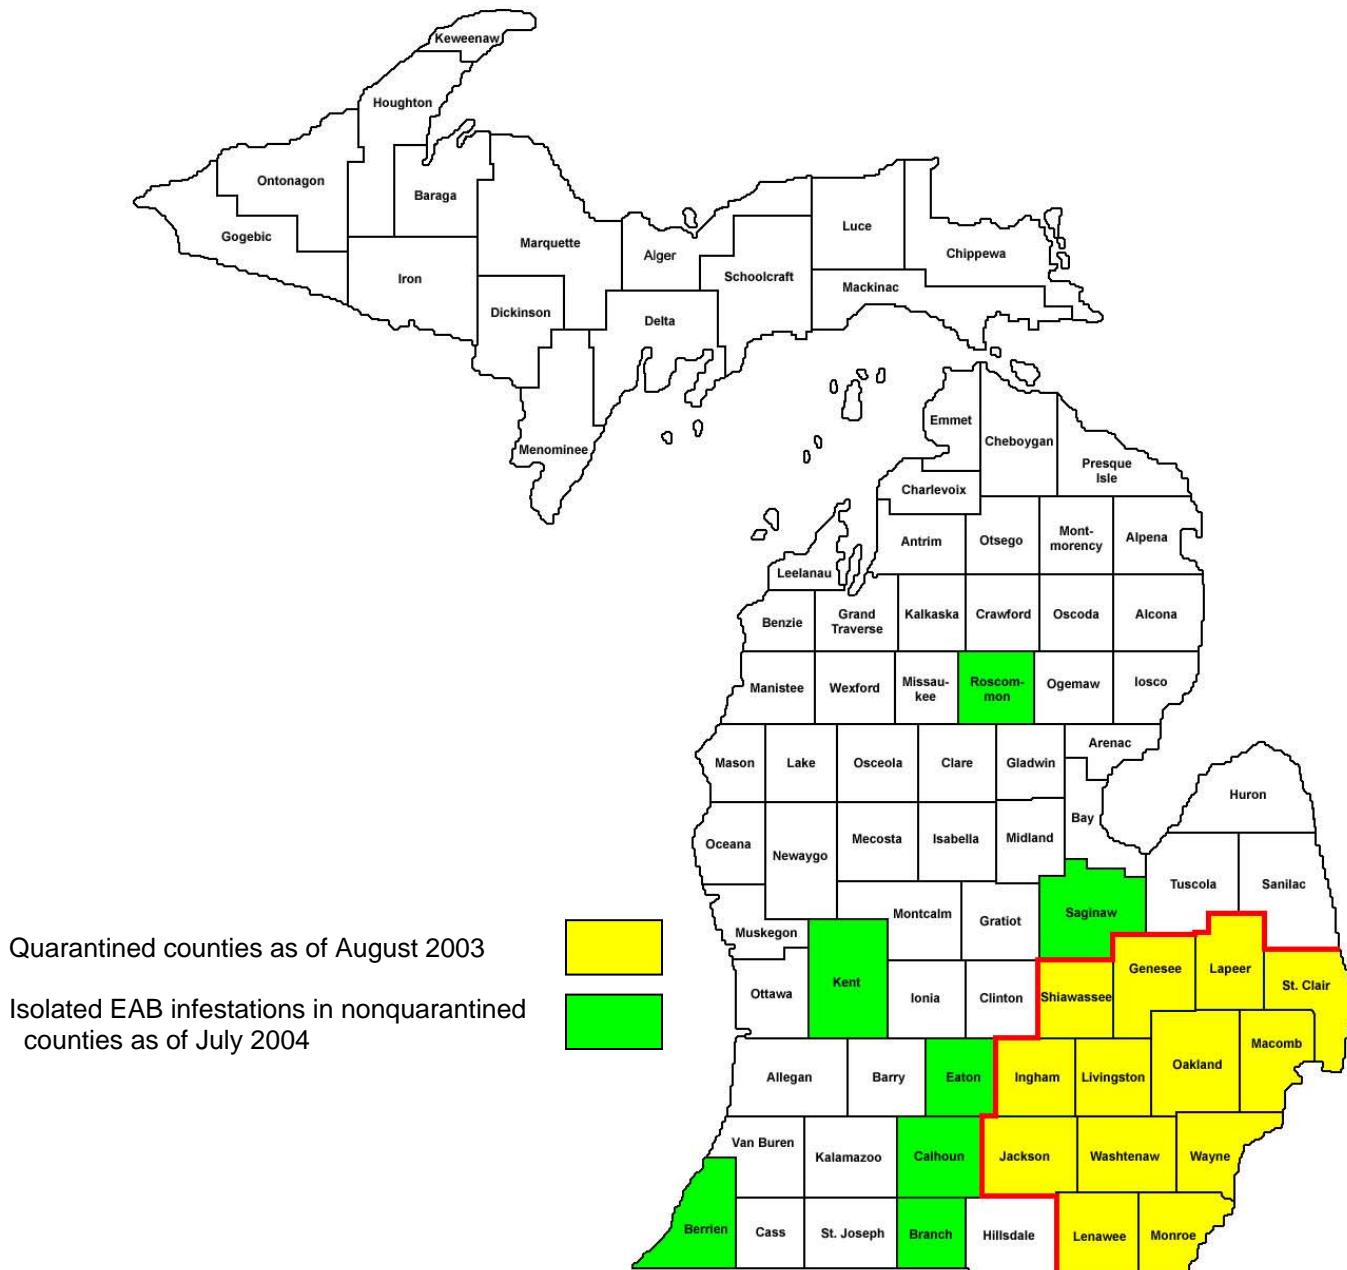 Keweenaw
Houghton
Ontonagon
Baraga
Gogebic
Marquette
Iron
Alger
Luce
Chippewa
Schoolcraft
Mackinac
Dickinson
Delta
Menominee
Emmet
Cheboygan
Presque
Isle
Charlevoix
Antrim
Otsego
Mont-
morency
Alpena
Leelanau
Benzie
Grand
Traverse
Kalkaska
Crawford
Oscoda
Alcona
Manistee
Wexford
Missau-
kee
Roscom-
mon
Ogemaw
Iosco
Arenac
Mason
Lake
Osceola
Clare
Gladwin
Huron
Bay
Oceana
Newaygo
Mecosta
Isabella
Midland
Tuscola
Sanilac
Montcalm
Gratiot
Saginaw
Muskegon
Quarantined counties as of August 2003
Isolated EAB infestations in nonquarantined
counties as of July 2004
Ottawa
Kent
Ionia
Clinton
Shiawassee
Genesee
Lapeer
St. Clair
Allegan
Barry
Eaton
Ingham
Livingston
Oakland
Macomb
Van Buren
Kalamazoo
Calhoun
Jackson
Washtenaw
Wayne
Berrien
Cass
St. Joseph
Branch
Hillsdale
Lenawee
Monroe